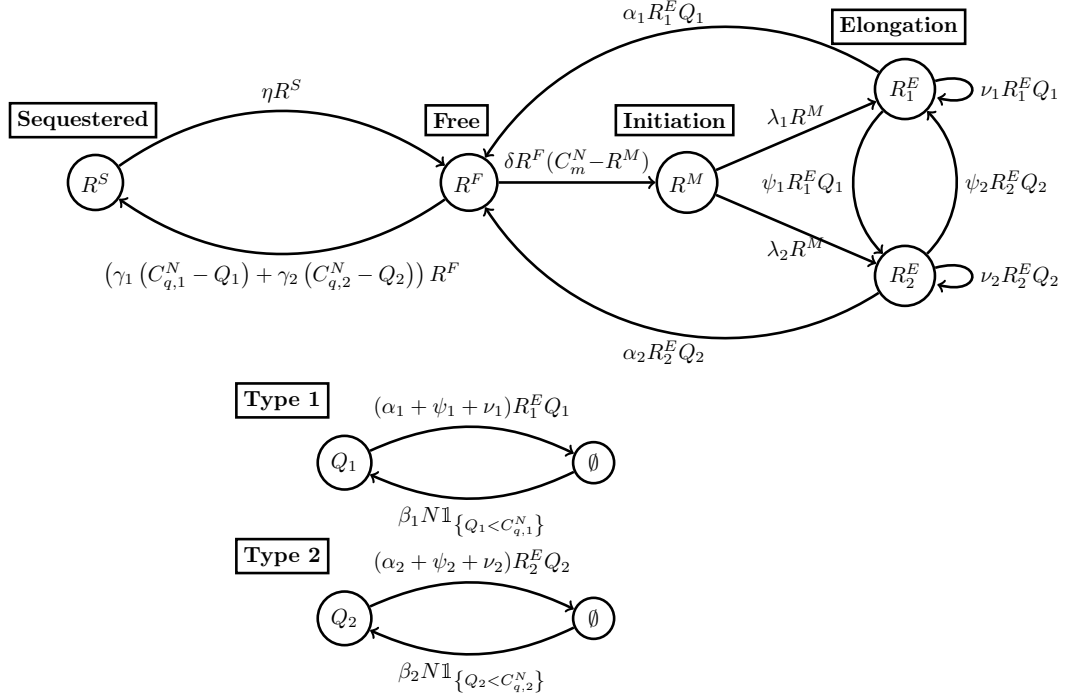 α₁R₁ᴱQ₁
Elongation
ηRˢ
R₁ᴱ
ν₁R₁ᴱQ₁
Sequestered
Free
Initiation
λ₁Rᴹ
δRᶠ(Cₘᴺ−Rᴹ)
Rˢ
Rᶠ
Rᴹ
ψ₁R₁ᴱQ₁
ψ₂R₂ᴱQ₂
λ₂Rᴹ
(γ₁ (C_{q,1}^N − Q₁) + γ₂ (C_{q,2}^N − Q₂)) Rᶠ
R₂ᴱ
ν₂R₂ᴱQ₂
α₂R₂ᴱQ₂
Type 1
(α₁ + ψ₁ + ν₁)R₁ᴱQ₁
Q₁
∅
β₁N𝟙_{{Q₁<C_{q,1}^N}}
Type 2
(α₂ + ψ₂ + ν₂)R₂ᴱQ₂
Q₂
∅
β₂N𝟙_{{Q₂<C_{q,2}^N}}